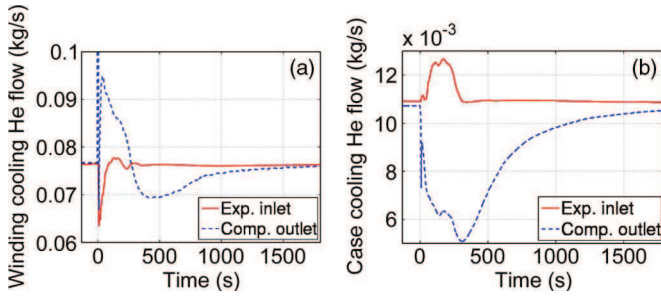 Winding cooling He flow (kg/s)
0.1
0.09
0.08
0.07
0.06
(a)
Exp. inlet
Comp. outlet
0 500 1000 1500
Time (s)
Case cooling He flow (kg/s)
x 10⁻³
12
10
8
6
(b)
Exp. inlet
Comp. outlet
0 500 1000 1500
Time (s)